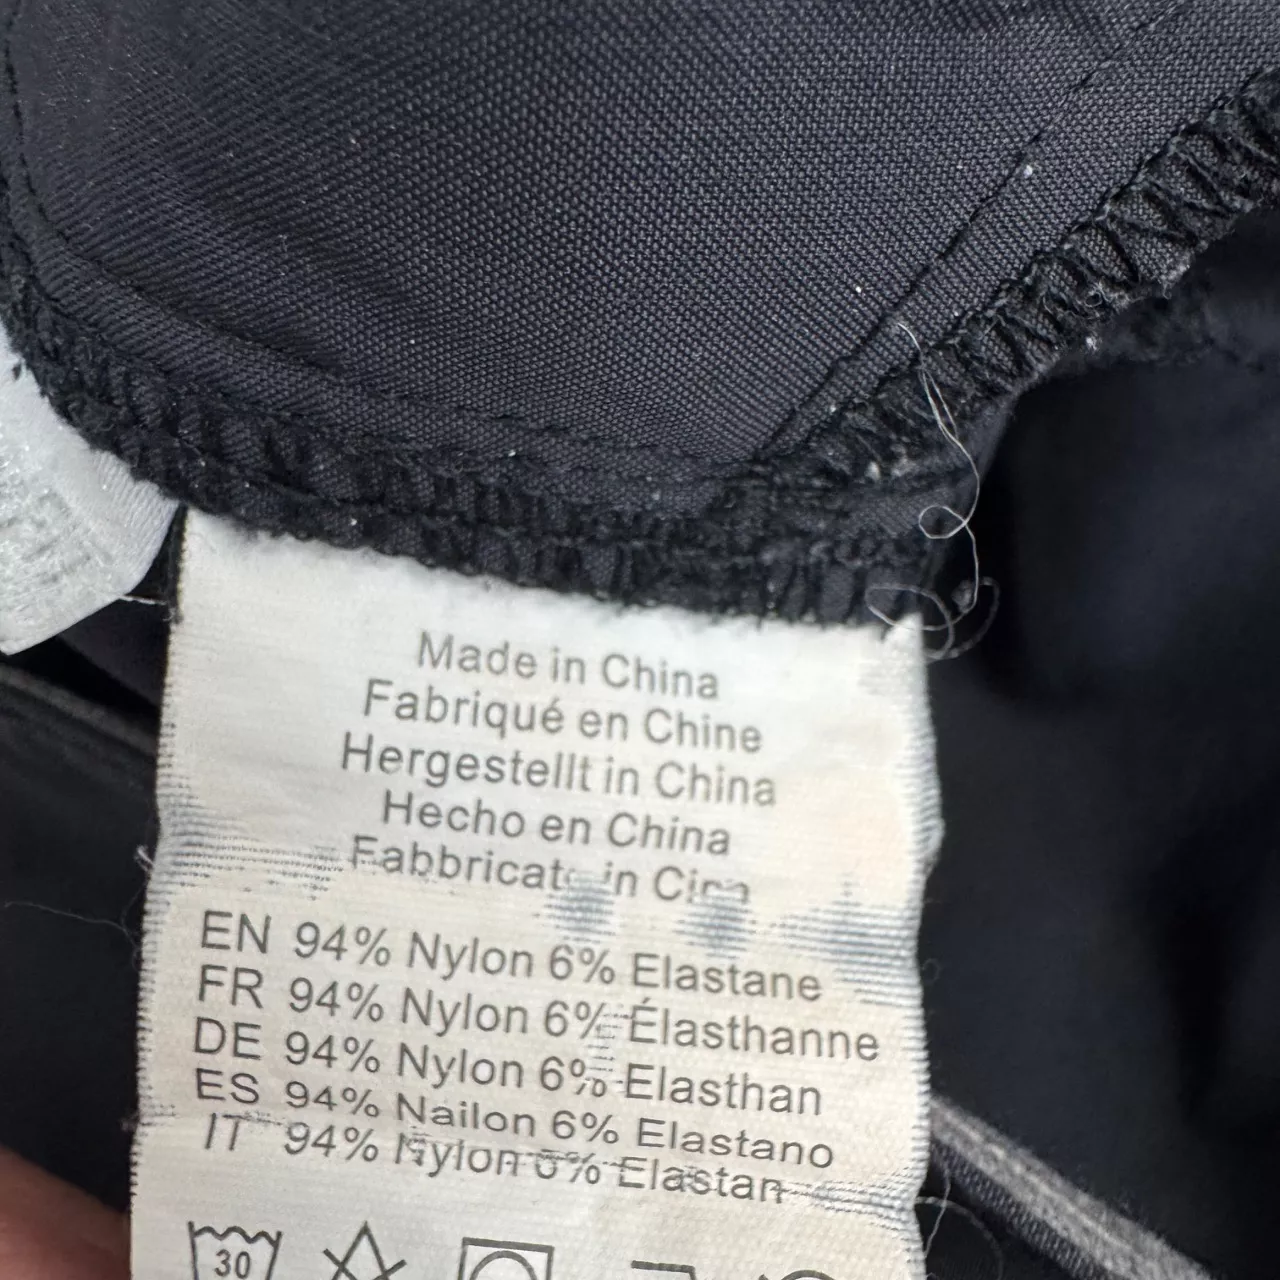 Made in China
Fabriqué en Chine
Hergestellt in China
Hecho en China
Fabbricato in Cina
EN 94% Nylon 6% Elastane
FR 94% Nylon 6% Élasthanne
DE 94% Nylon 6% Elasthan
ES 94% Nailon 6% Elastano
IT 94% Nylon 6% Elastan
30